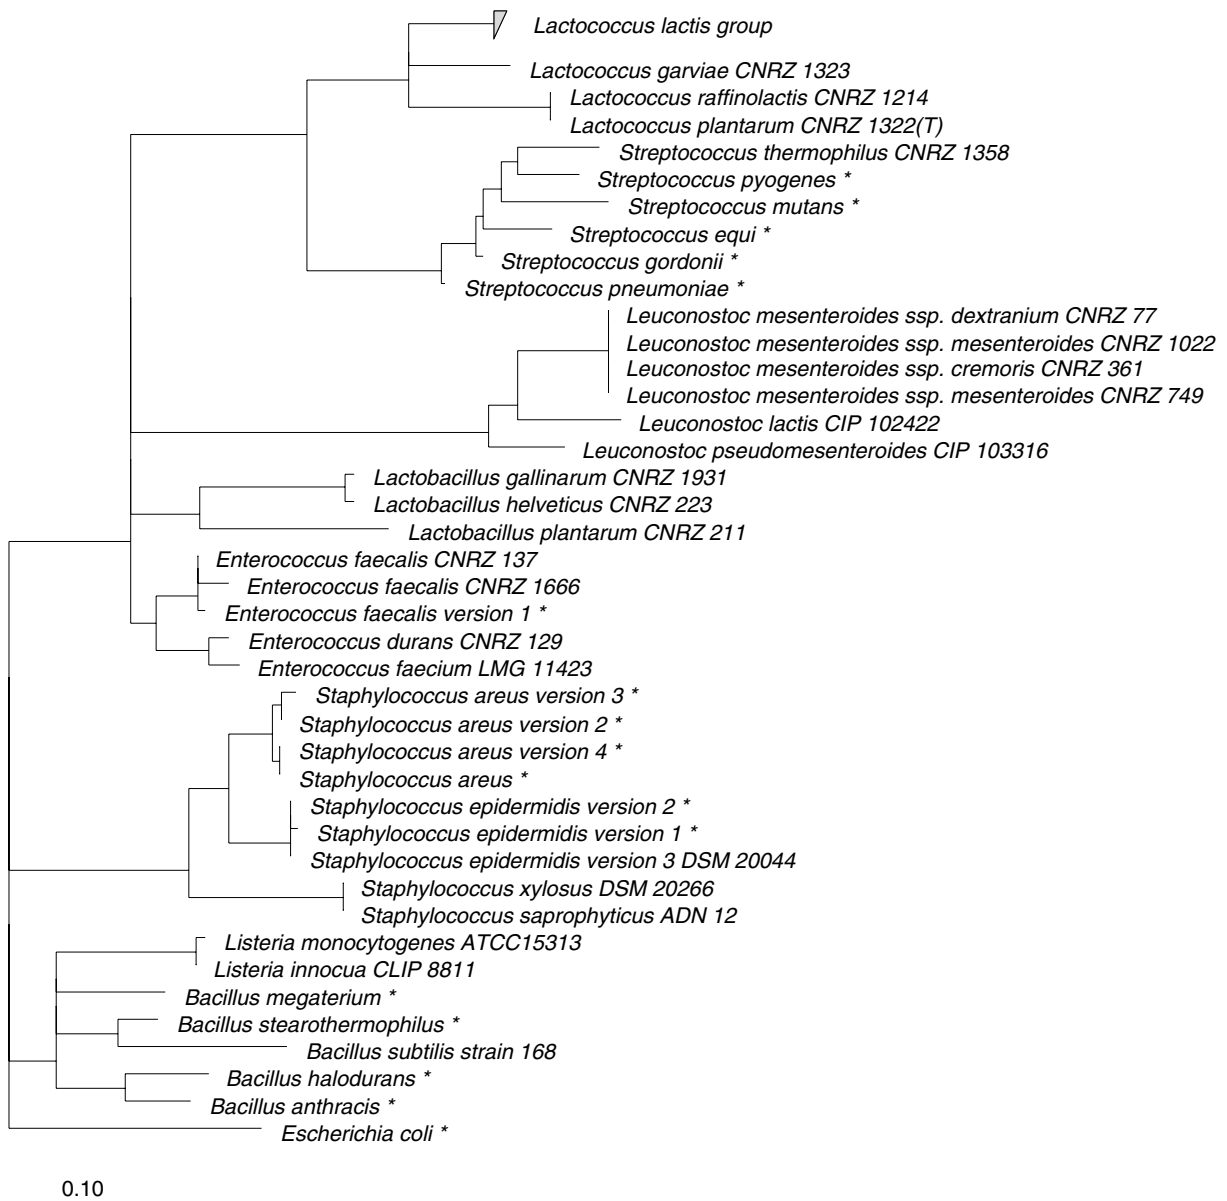 Lactococcus lactis group
Lactococcus garviae CNRZ 1323
Lactococcus raffinolactis CNRZ 1214
Lactococcus plantarum CNRZ 1322(T)
Streptococcus thermophilus CNRZ 1358
Streptococcus pyogenes *
Streptococcus mutans *
Streptococcus equi *
Streptococcus gordonii *
Streptococcus pneumoniae *
Leuconostoc mesenteroides ssp. dextranium CNRZ 77
Leuconostoc mesenteroides ssp. mesenteroides CNRZ 1022
Leuconostoc mesenteroides ssp. cremoris CNRZ 361
Leuconostoc mesenteroides ssp. mesenteroides CNRZ 749
Leuconostoc lactis CIP 102422
Leuconostoc pseudomesenteroides CIP 103316
Lactobacillus gallinarum CNRZ 1931
Lactobacillus helveticus CNRZ 223
Lactobacillus plantarum CNRZ 211
Enterococcus faecalis CNRZ 137
Enterococcus faecalis CNRZ 1666
Enterococcus faecalis version 1 *
Enterococcus durans CNRZ 129
Enterococcus faecium LMG 11423
Staphylococcus areus version 3 *
Staphylococcus areus version 2 *
Staphylococcus areus version 4 *
Staphylococcus areus *
Staphylococcus epidermidis version 2 *
Staphylococcus epidermidis version 1 *
Staphylococcus epidermidis version 3 DSM 20044
Staphylococcus xylosus DSM 20266
Staphylococcus saprophyticus ADN 12
Listeria monocytogenes ATCC15313
Listeria innocua CLIP 8811
Bacillus megaterium *
Bacillus stearothermophilus *
Bacillus subtilis strain 168
Bacillus halodurans *
Bacillus anthracis *
Escherichia coli *
0.10